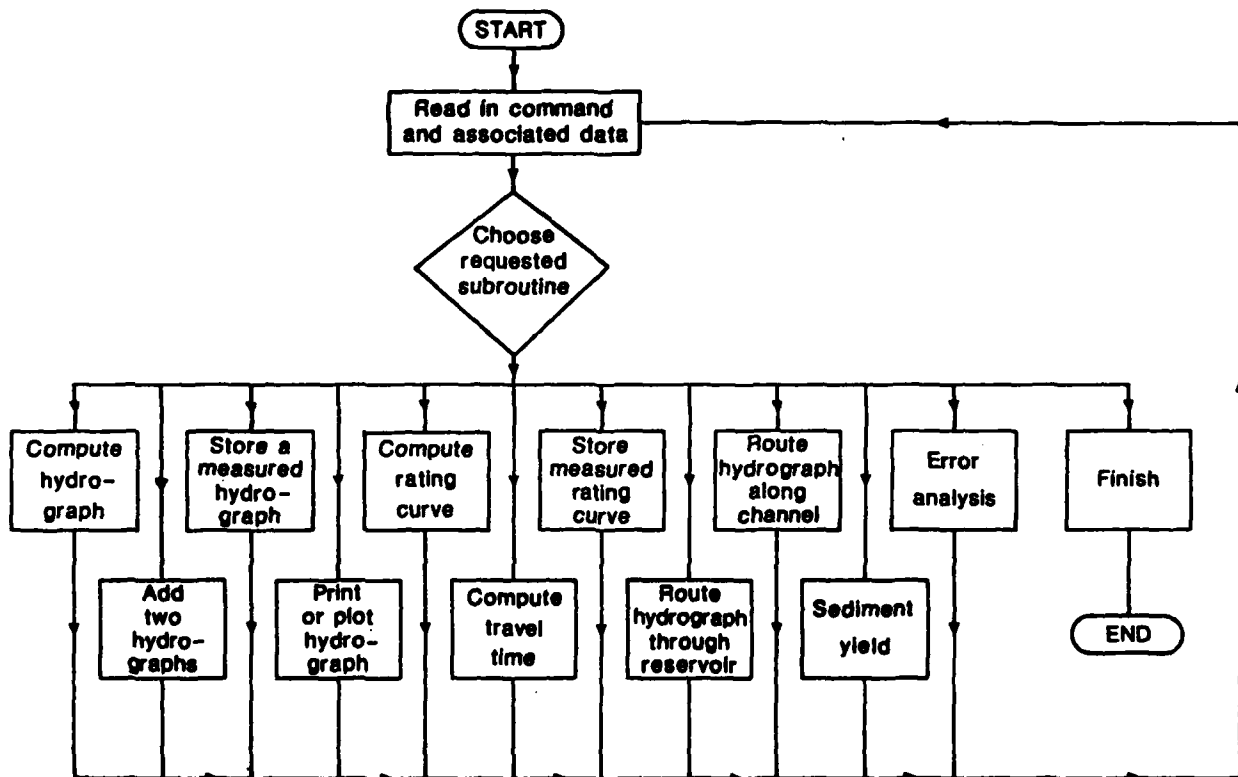 START
Read in command
and associated data
Choose
requested
subroutine
Compute
hydro-
graph
Store a
measured
hydro-
graph
Compute
rating
curve
Store
measured
rating
curve
Route
hydrograph
along
channel
Error
analysis
Finish
Add
two
hydro-
graphs
Print
or plot
hydro-
graph
Compute
travel
time
Route
hydrograph
through
reservoir
Sediment
yield
END